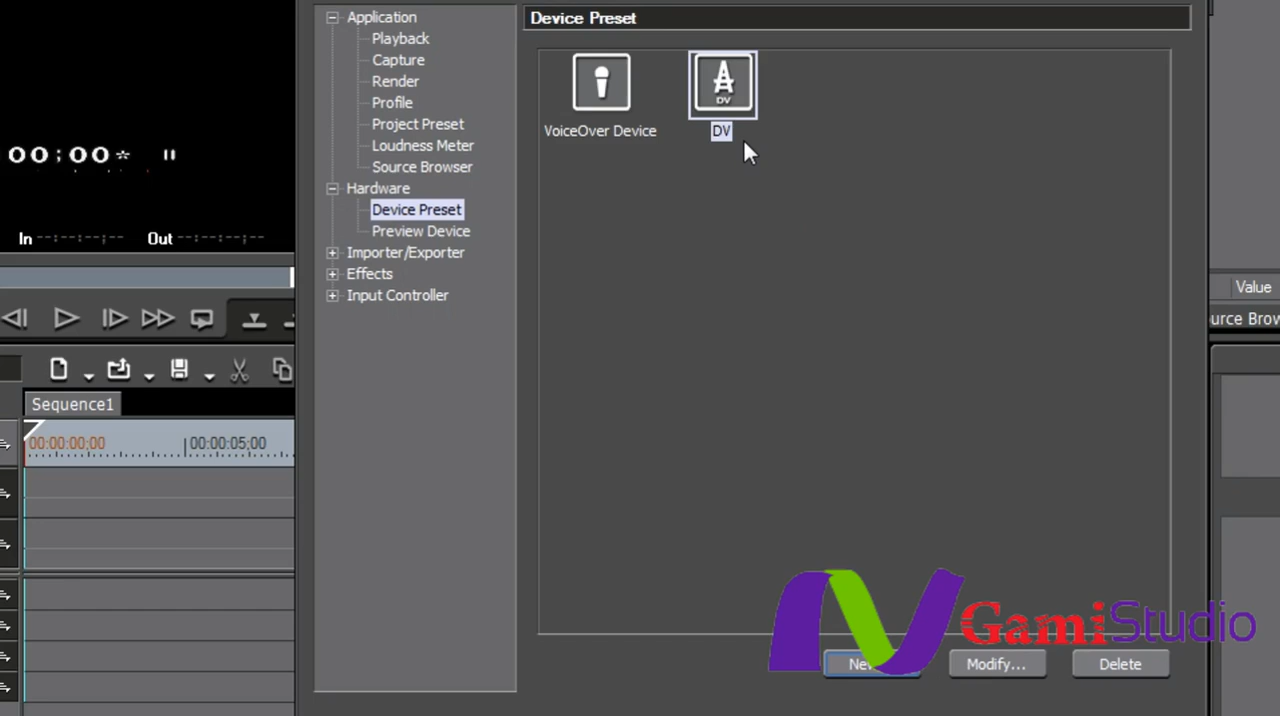 Application
Playback
Capture
Render
Profile
Project Preset
Loudness Meter
Source Browser
Hardware
Device Preset
Preview Device
Importer/Exporter
Effects
Input Controller
Device Preset
DV
VoiceOver Device
DV
00;00*
In --:--:--;-- Out --:--:--;--
Sequence1
00:00:00;00 00:00:05;00
Value
GamiStudio
Modify... Delete